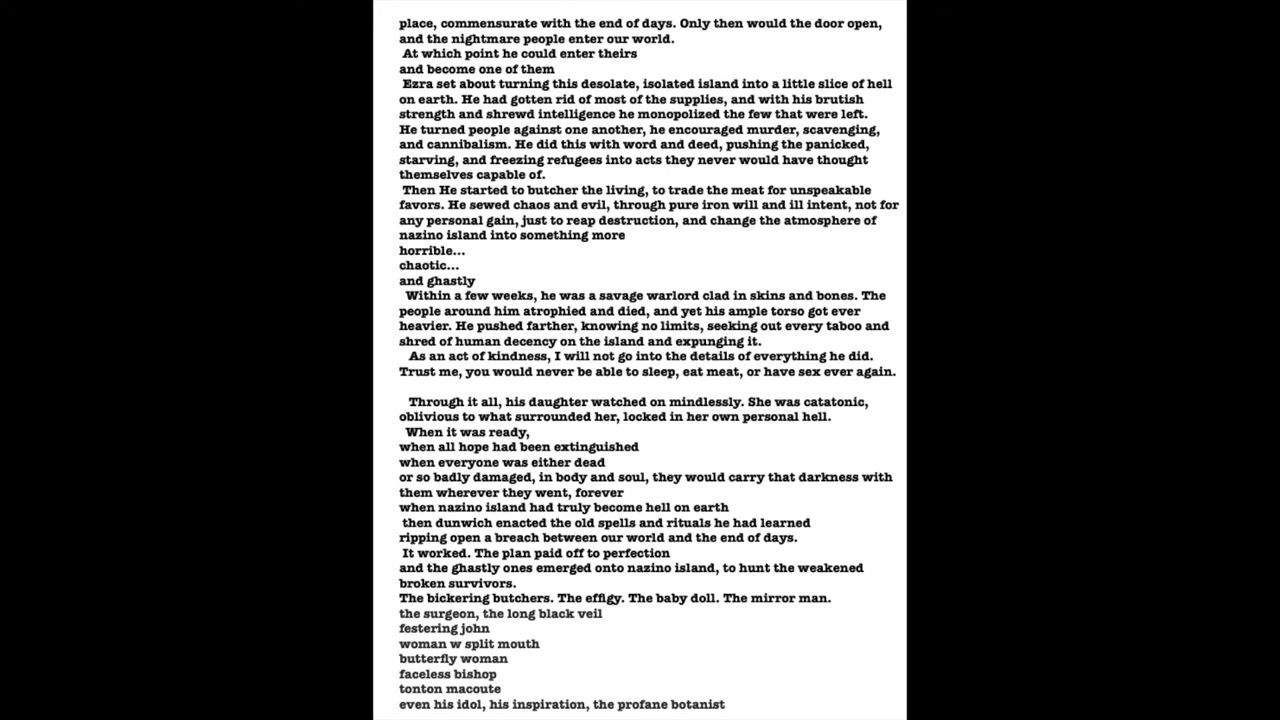 place, commensurate with the end of days. Only then would the door open,
and the nightmare people enter our world.
At which point he could enter theirs
and become one of them
Ezra set about turning this desolate, isolated island into a little slice of hell
on earth. He had gotten rid of most of the supplies, and with his brutish
strength and shrewd intelligence he monopolized the few that were left.
He turned people against one another, he encouraged murder, scavenging,
and cannibalism. He did this with word and deed, pushing the panicked,
starving, and freezing refugees into acts they never would have thought
themselves capable of.
Then He started to butcher the living, to trade the meat for unspeakable
favors. He sewed chaos and evil, through pure iron will and ill intent, not for
any personal gain, just to reap destruction, and change the atmosphere of
nazino island into something more
horrible...
chaotic...
and ghastly
Within a few weeks, he was a savage warlord clad in skins and bones. The
people around him atrophied and died, and yet his ample torso got ever
heavier. He pushed farther, knowing no limits, seeking out every taboo and
shred of human decency on the island and expunging it.
As an act of kindness, I will not go into the details of everything he did.
Trust me, you would never be able to sleep, eat meat, or have sex ever again.
Through it all, his daughter watched on mindlessly. She was catatonic,
oblivious to what surrounded her, locked in her own personal hell.
When it was ready,
when all hope had been extinguished
when everyone was either dead
or so badly damaged, in body and soul, they would carry that darkness with
them wherever they went, forever
when nazino island had truly become hell on earth
then dunwich enacted the old spells and rituals he had learned
ripping open a breach between our world and the end of days.
It worked. The plan paid off to perfection
and the ghastly ones emerged onto nazino island, to hunt the weakened
broken survivors.
The bickering butchers. The effigy. The baby doll. The mirror man.
the surgeon, the long black veil
festering john
woman w split mouth
butterfly woman
faceless bishop
tonton macoute
even his idol, his inspiration, the profane botanist